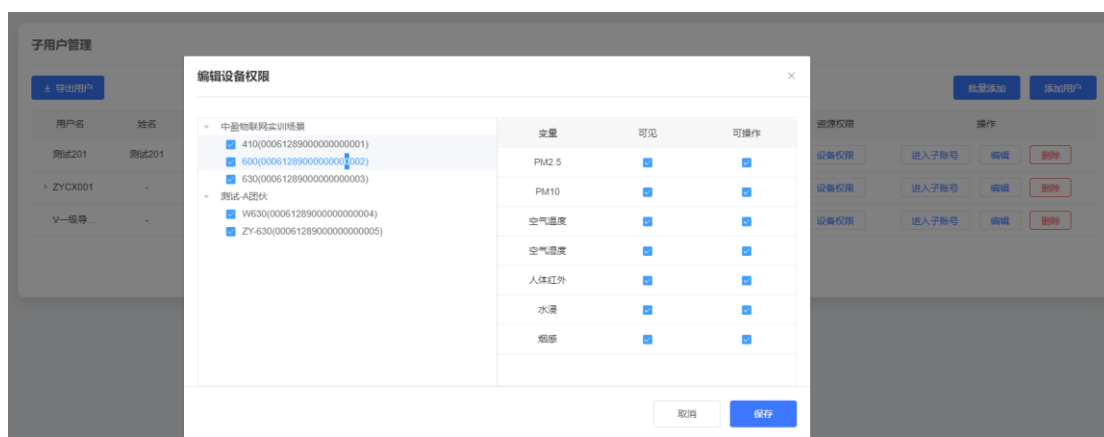 子用户管理
导出用户
批量添加
添加用户
用户名
姓名
资源权限
操作
测试201
测试201
设备权限
进入子账号
编辑
删除
ZYCX001
-
设备权限
进入子账号
编辑
删除
V一级导...
-
设备权限
进入子账号
编辑
删除
编辑设备权限
中盈物联网实训场景
410(00061289000000000001)
600(00061289000000000002)
630(00061289000000000003)
测试-A团伙
W630(00061289000000000004)
ZY-630(00061289000000000005)
变量
可见
可操作
PM2.5
PM10
空气温度
空气湿度
人体红外
水浸
烟感
取消
保存